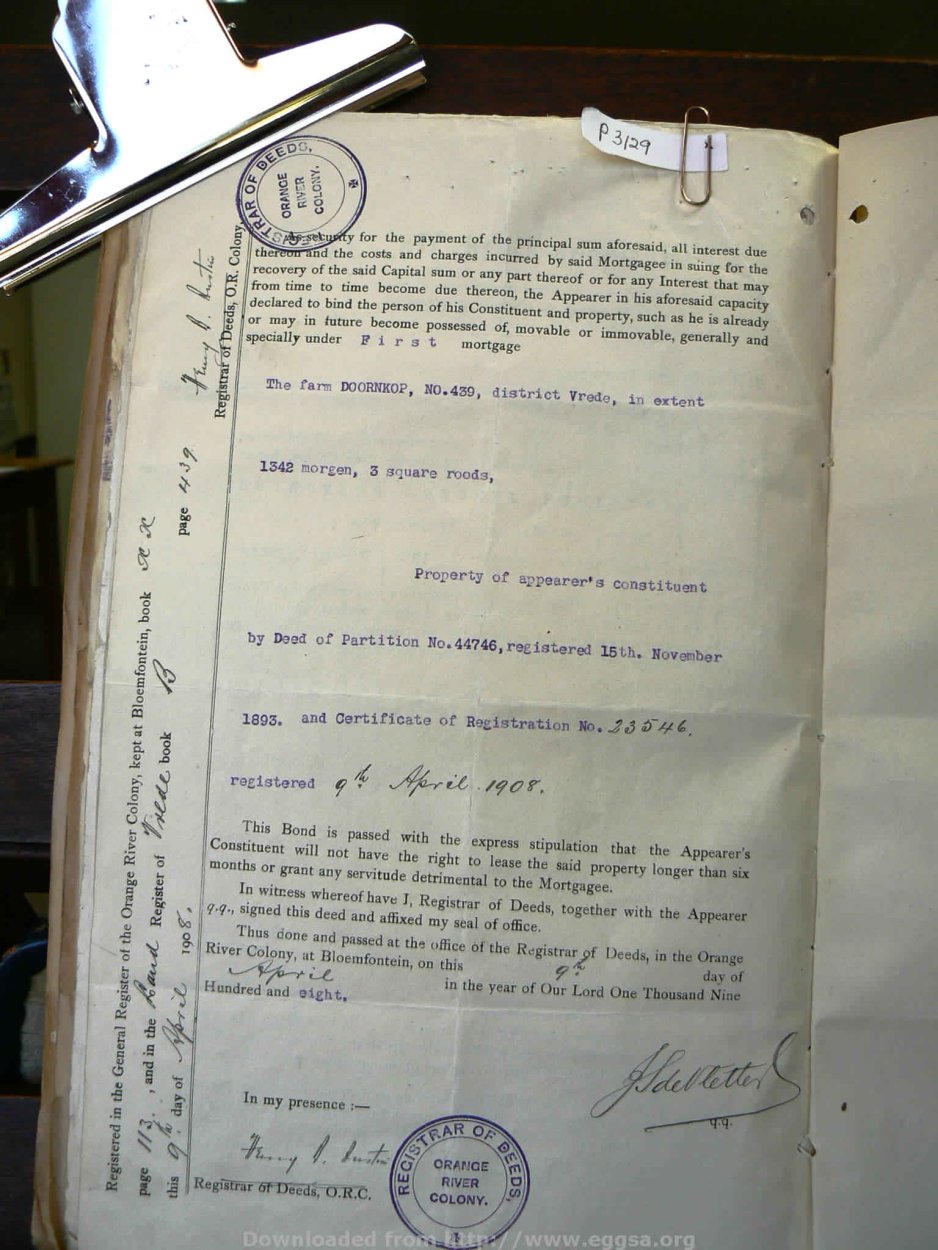 P 3/29
REGISTRAR OF DEEDS,
ORANGE
RIVER
COLONY.
As security for the payment of the principal sum aforesaid, all interest due
thereon and the costs and charges incurred by said Mortgagee in suing for the
recovery of the said Capital sum or any part thereof or for any Interest that may
from time to time become due thereon, the Appearer in his aforesaid capacity
declared to bind the person of his Constituent and property, such as he is already
or may in future become possessed of, movable or immovable, generally and
specially under First mortgage
The farm DOORNKOP, NO.439, district Vrede, in extent
1342 morgen, 3 square roods,
Property of appearer's constituent
by Deed of Partition No.44746,registered 15th. November
1893. and Certificate of Registration No. 23546.
registered 9th April 1908.
This Bond is passed with the express stipulation that the Appearer's
Constituent will not have the right to lease the said property longer than six
months or grant any servitude detrimental to the Mortgagee.
In witness whereof have I, Registrar of Deeds, together with the Appearer
q.q., signed this deed and affixed my seal of office.
Thus done and passed at the office of the Registrar of Deeds, in the Orange
River Colony, at Bloemfontein, on this 9th day of
April in the year of Our Lord One Thousand Nine
Hundred and eight.
q.q.
In my presence :—
Henry
Registrar of Deeds, O.R.C.
REGISTRAR OF DEEDS,
ORANGE
RIVER
COLONY.
Registered in the General Register of the Orange River Colony, kept at Bloemfontein, book
page 113., and in the Land Register of Vrede book B page 439
this 9th day of April 1908.
Henry
Registrar of Deeds, O.R. Colony
Downloaded from http://www.eggsa.org